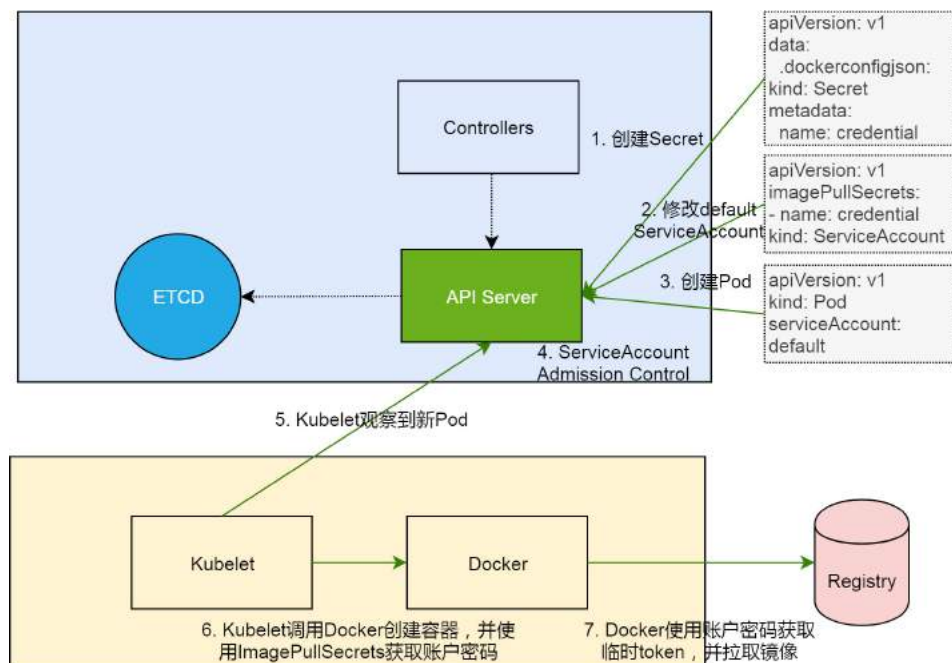 apiVersion: v1
data:
.dockerconfigjson:
kind: Secret
metadata:
name: credential
Controllers
1. 创建Secret
apiVersion: v1
imagePullSecrets:
- name: credential
kind: ServiceAccount
2. 修改default
ServiceAccount
ETCD
API Server
3. 创建Pod
apiVersion: v1
kind: Pod
serviceAccount:
default
4. ServiceAccount
Admission Control
5. Kubelet观察到新Pod
Kubelet
Docker
Registry
6. Kubelet调用Docker创建容器，并使
用ImagePullSecrets获取账户密码
7. Docker使用账户密码获取
临时token，并拉取镜像